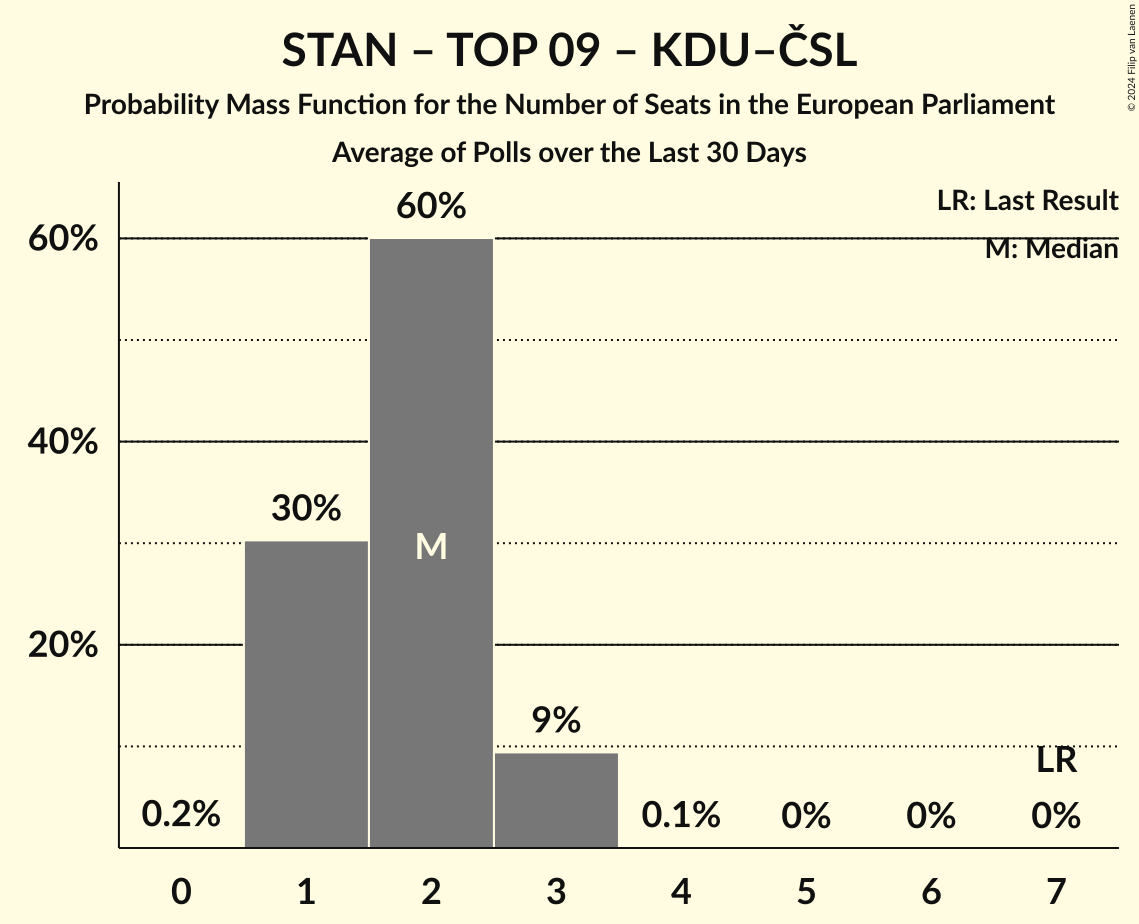 STAN – TOP 09 – KDU–ČSL
Probability Mass Function for the Number of Seats in the European Parliament
Average of Polls over the Last 30 Days
© 2024 Filip van Laenen
LR: Last Result
M: Median
60%
60%
40%
30%
M
20%
9%
LR
0.2%
0.1%
0%
0%
0%
0 1 2 3 4 5 6 7